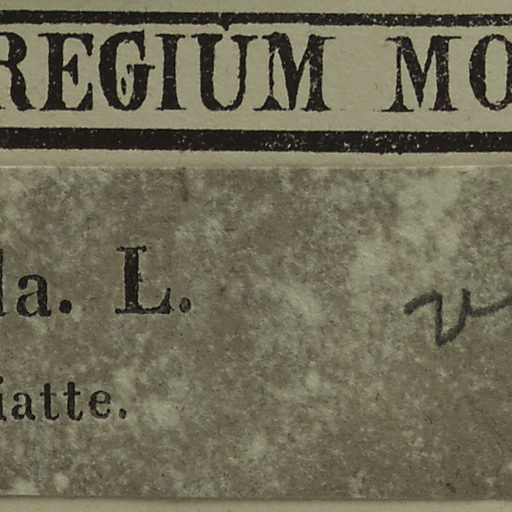 REGIUM MO
la. L.
iatte.